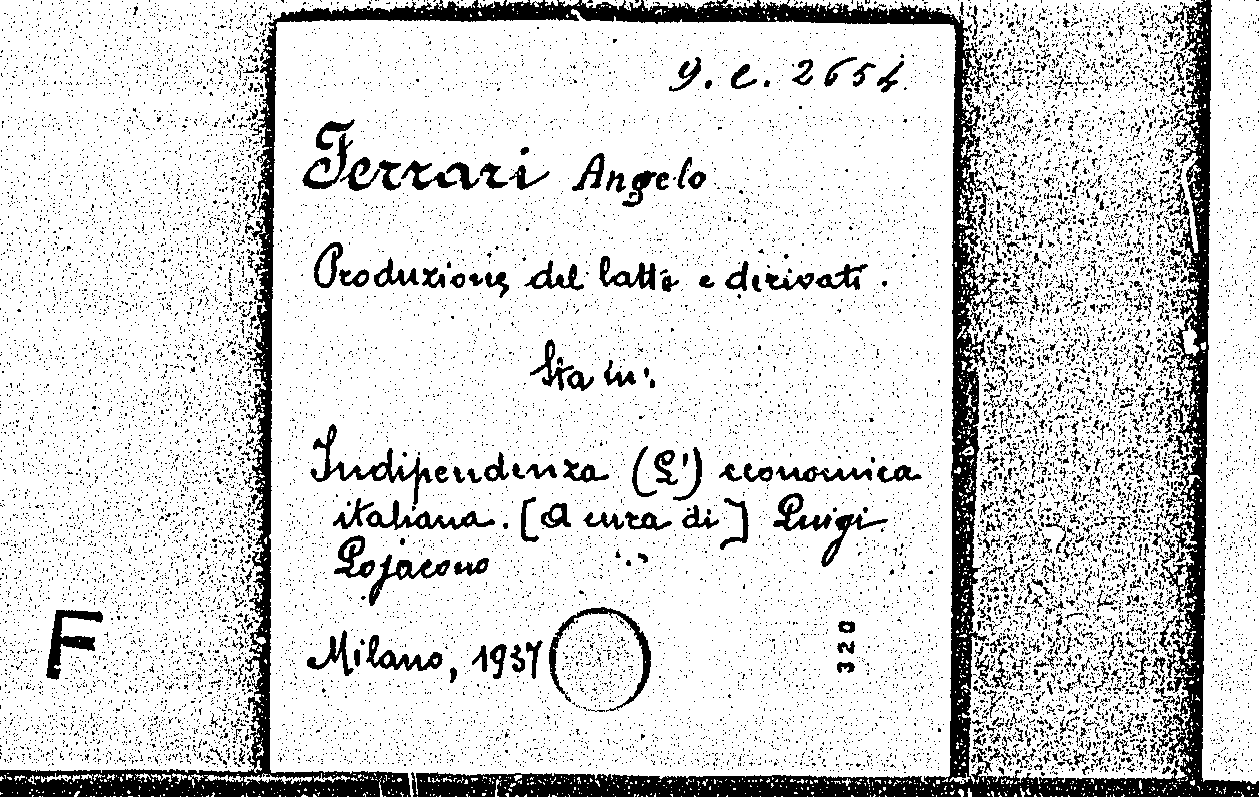 9. C. 2654
Ferrari Angelo
Produzione del latte e derivati.
Sta in:
Indipendenza (L') economica
italiana. [A cura di] Luigi
Lojacono
Milano, 1937
320
F